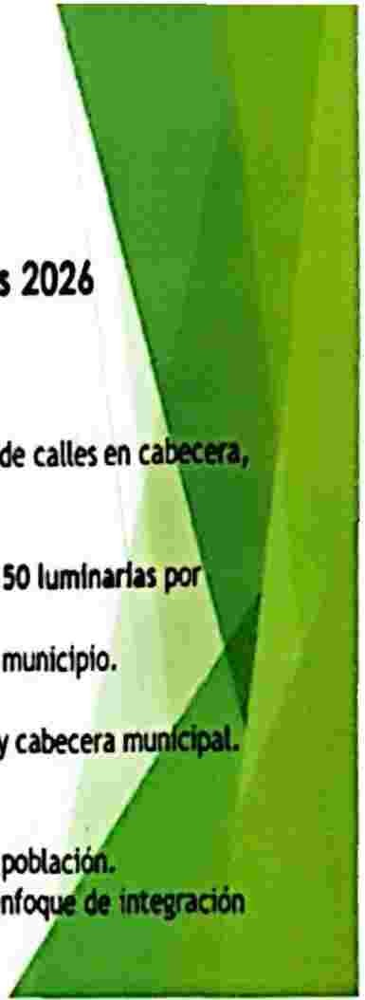 s 2026
de calles en cabecera,
50 luminarias por
municipio.
y cabecera municipal.
población.
nfoque de integración